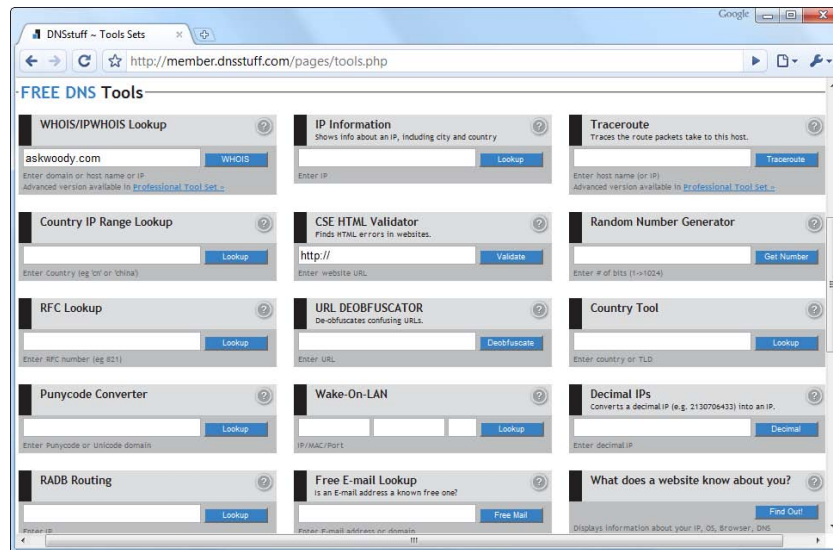 Google
DNSstuff ~ Tools Sets
http://member.dnsstuff.com/pages/tools.php
FREE DNS Tools
WHOIS/IPWHOIS Lookup
askwoody.com
WHOIS
Enter domain or host name or IP
Advanced version available in Professional Tool Set »
IP Information
Shows info about an IP, including city and country
Lookup
Enter IP
Traceroute
Traces the route packets take to this host.
Traceroute
Enter host name (or IP)
Advanced version available in Professional Tool Set »
Country IP Range Lookup
Lookup
Enter Country (eg 'cn' or 'china')
CSE HTML Validator
Finds HTML errors in websites.
http://
Validate
Enter website URL
Random Number Generator
Get Number
Enter # of bits (1->1024)
RFC Lookup
Lookup
Enter RFC number (eg 821)
URL DEOBFUSCATOR
De-obfuscates confusing URLs.
Deobfuscate
Enter URL
Country Tool
Lookup
Enter country or TLD
Punycode Converter
Lookup
Enter Punycode or Unicode domain
Wake-On-LAN
Lookup
IP/MAC/Port
Decimal IPs
Converts a decimal IP (e.g. 2130706433) into an IP.
Decimal
Enter decimal IP
RADB Routing
Lookup
Enter IP
Free E-mail Lookup
Is an E-mail address a known free one?
Free Mail
Enter E-mail address or domain
What does a website know about you?
Find Out!
Displays information about your IP, OS, Browser, DNS